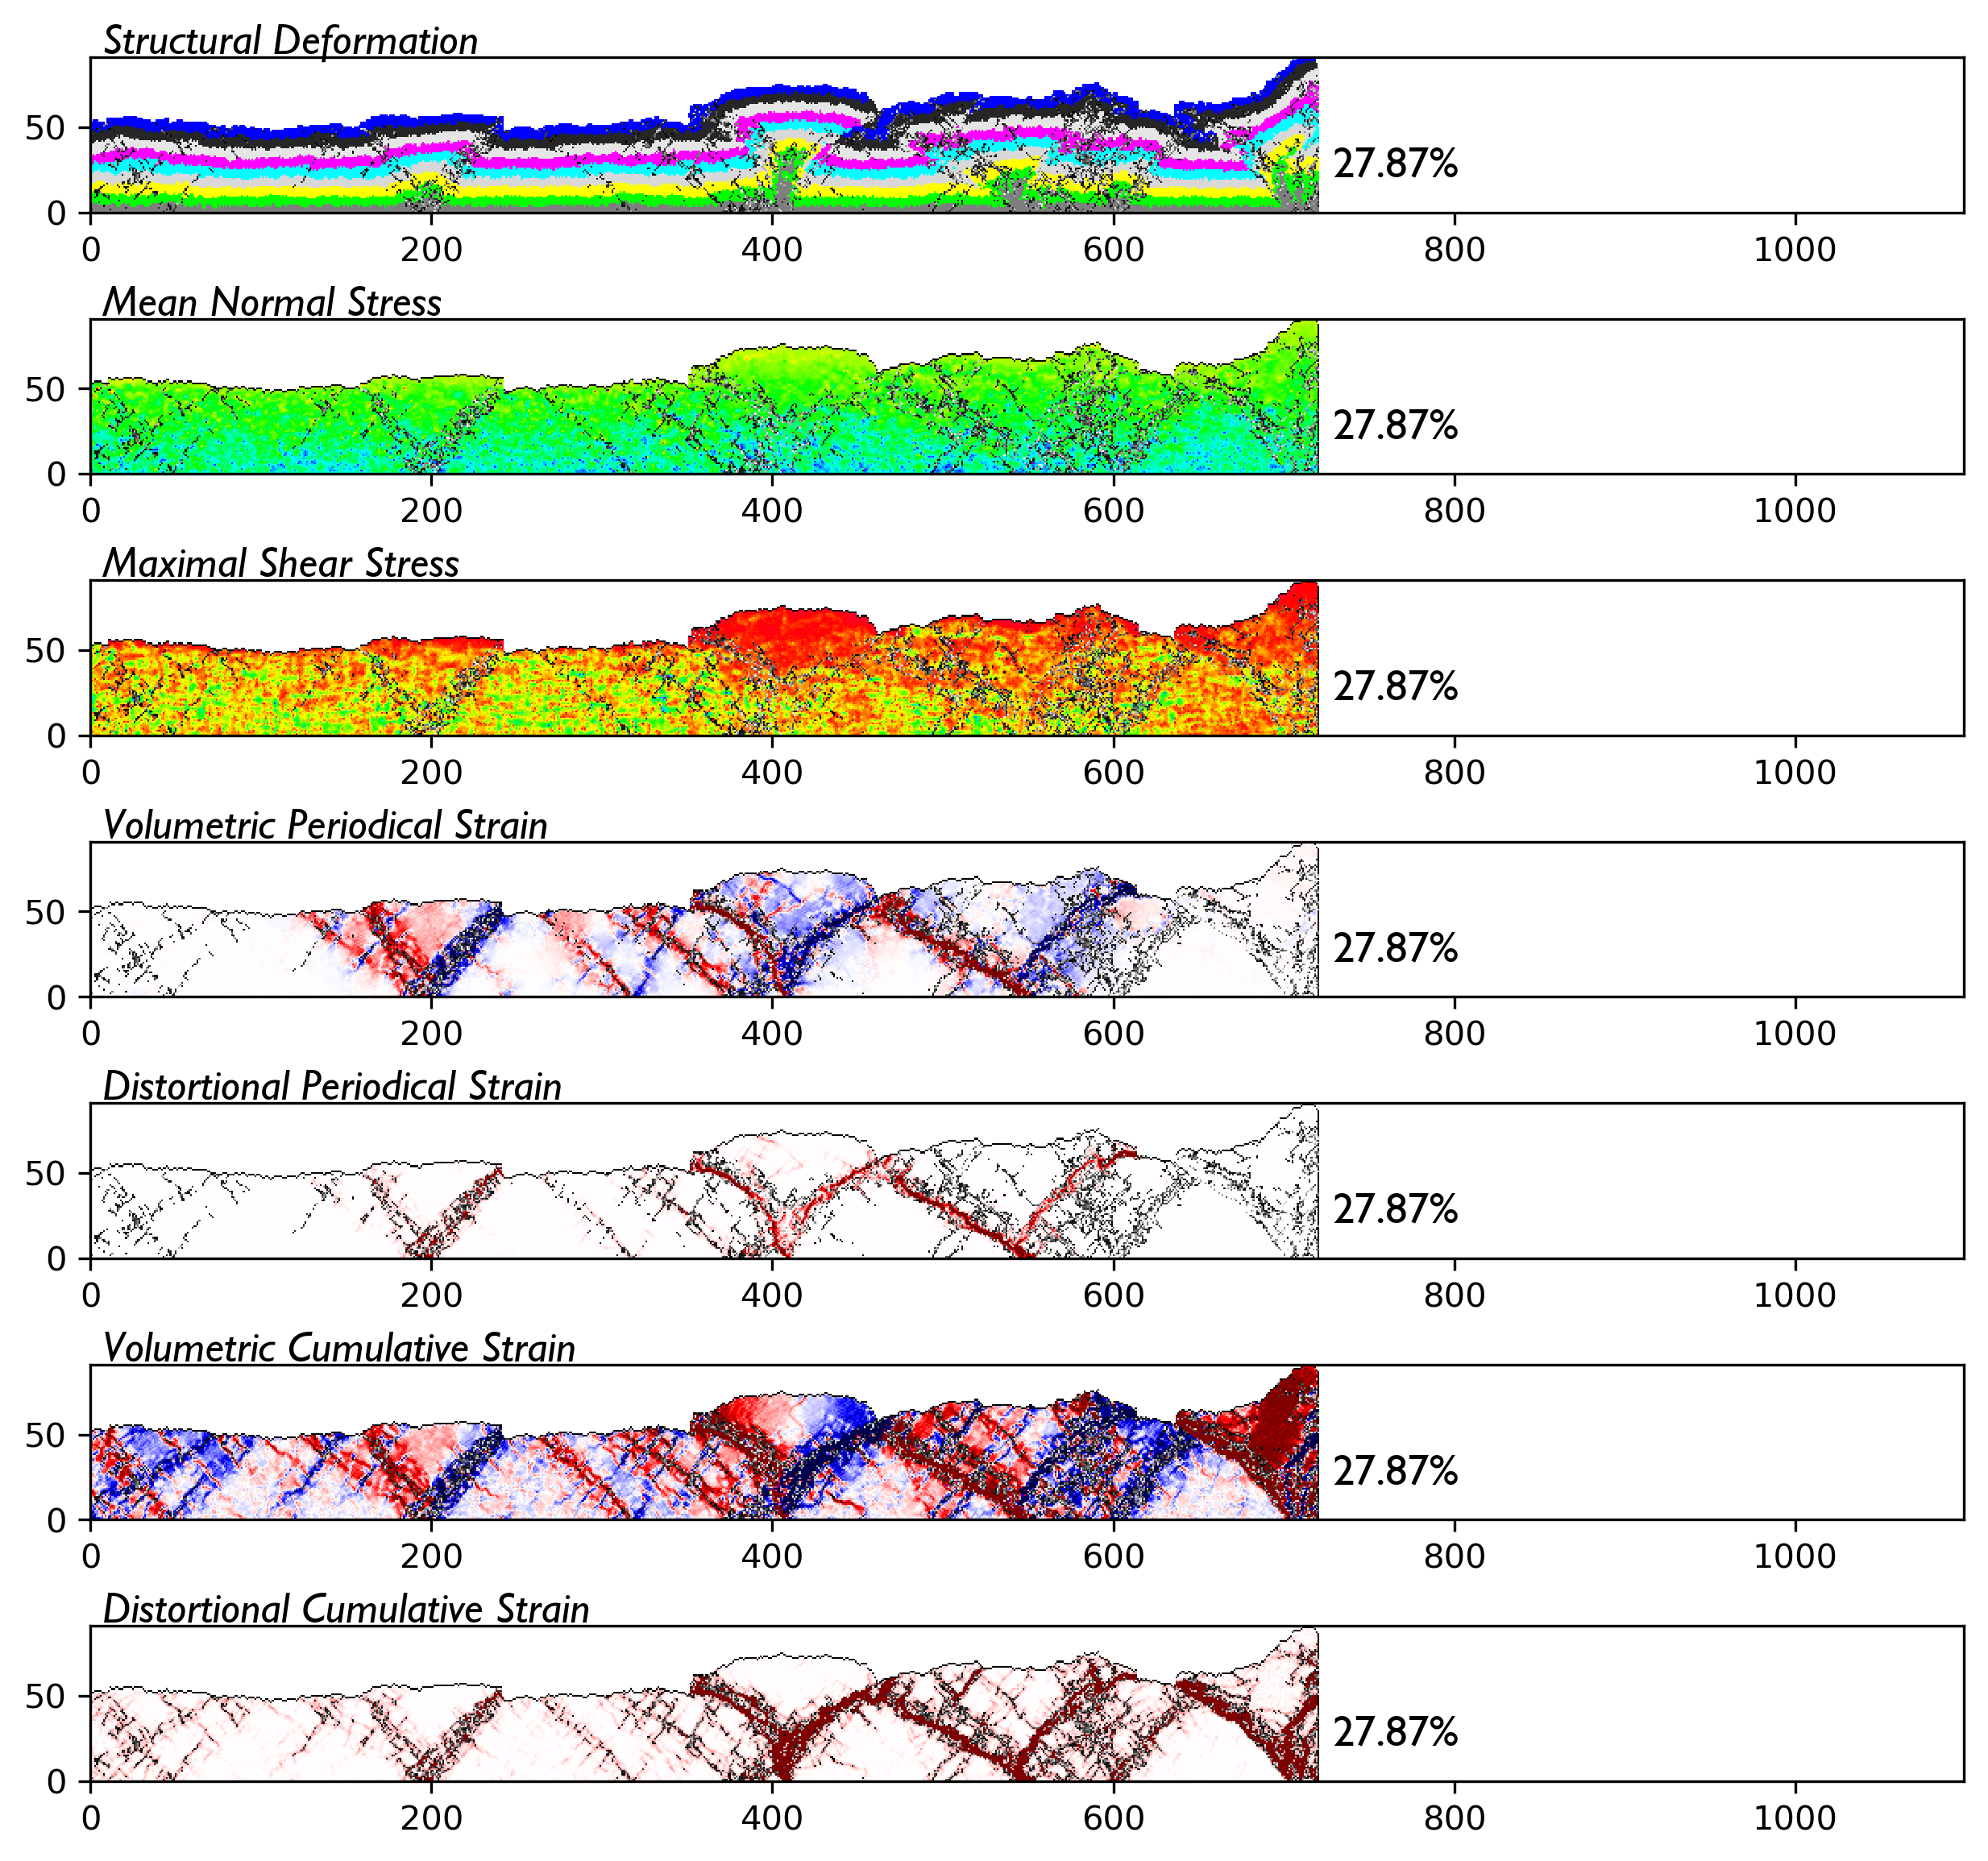 Structural Deformation
50
0
27.87%
0 200 400 600 800 1000
Mean Normal Stress
50
0
27.87%
0 200 400 600 800 1000
Maximal Shear Stress
50
0
27.87%
0 200 400 600 800 1000
Volumetric Periodical Strain
50
0
27.87%
0 200 400 600 800 1000
Distortional Periodical Strain
50
0
27.87%
0 200 400 600 800 1000
Volumetric Cumulative Strain
50
0
27.87%
0 200 400 600 800 1000
Distortional Cumulative Strain
50
0
27.87%
0 200 400 600 800 1000